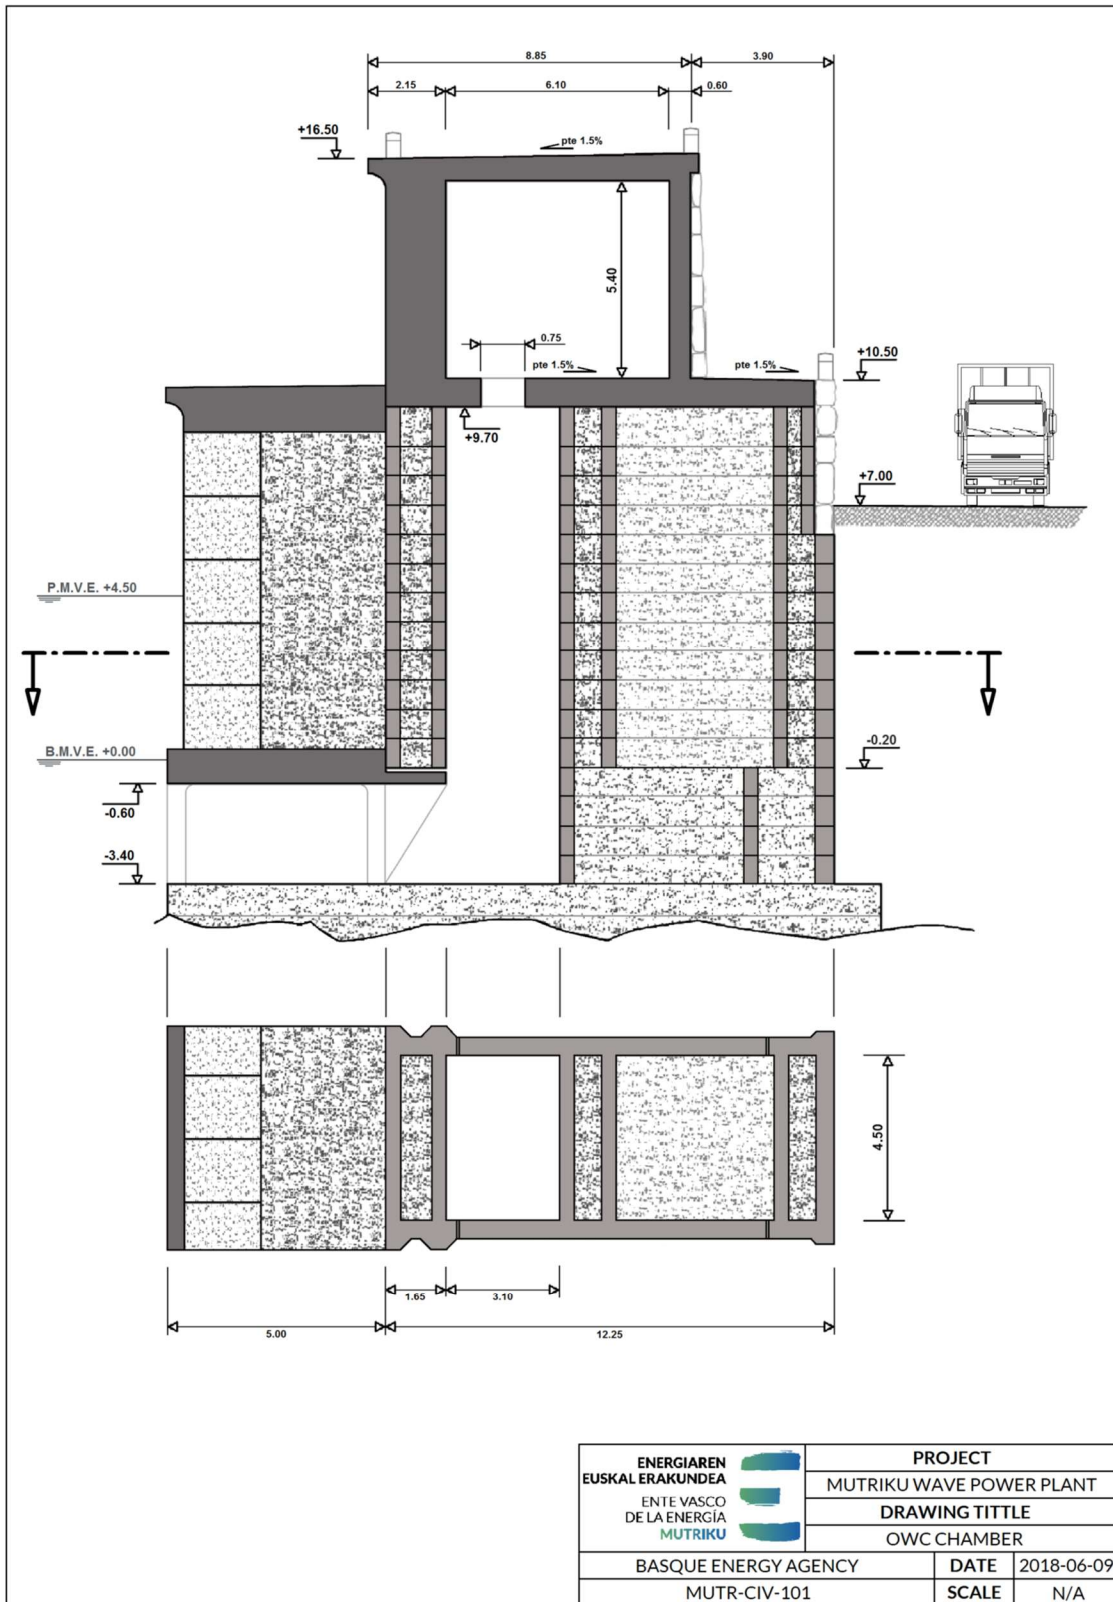 8.85
3.90
2.15
6.10
0.60
+16.50
pte 1.5%
5.40
0.75
pte 1.5%
pte 1.5%
+10.50
+9.70
+7.00
P.M.V.E. +4.50
B.M.V.E. +0.00
-0.20
-0.60
-3.40
4.50
1.65
3.10
5.00
12.25
ENERGIAREN
EUSKAL ERAKUNDEA
ENTE VASCO
DE LA ENERGÍA
MUTRIKU
PROJECT
MUTRIKU WAVE POWER PLANT
DRAWING TITTLE
OWC CHAMBER
BASQUE ENERGY AGENCY
DATE
2018-06-09
MUTR-CIV-101
SCALE
N/A